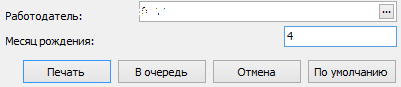 Работодатель: ...
Месяц рождения: 4
Печать В очередь Отмена По умолчанию